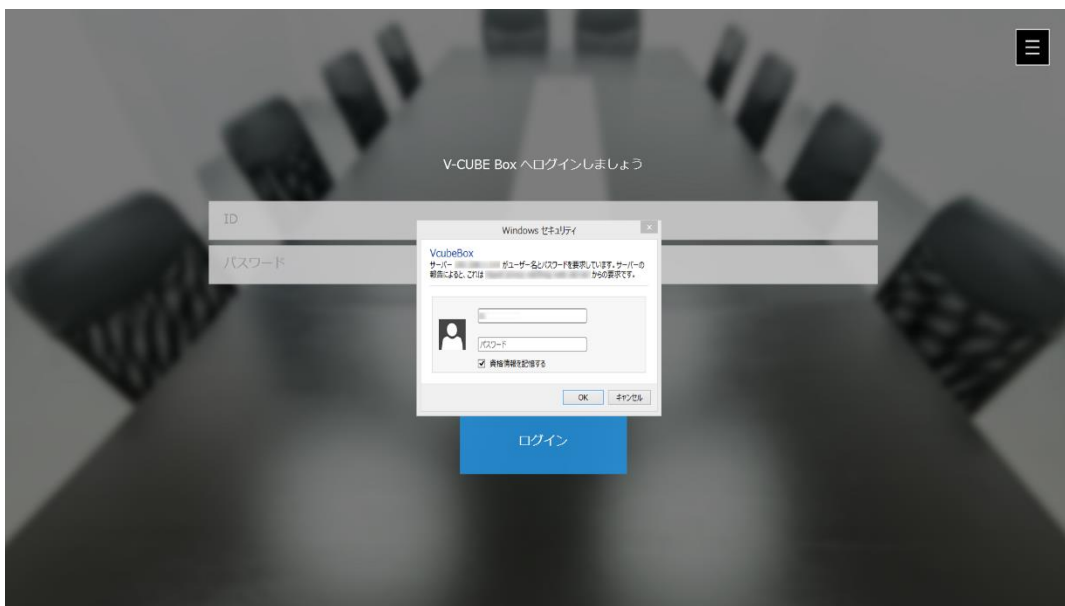 V-CUBE Box へログインしましょう
ID
パスワード
Windows セキュリティ
VcubeBox
サーバー がユーザー名とパスワードを要求しています。サーバーの
報告によると、これは からの要求です。
パスワード
資格情報を記憶する
OK キャンセル
ログイン